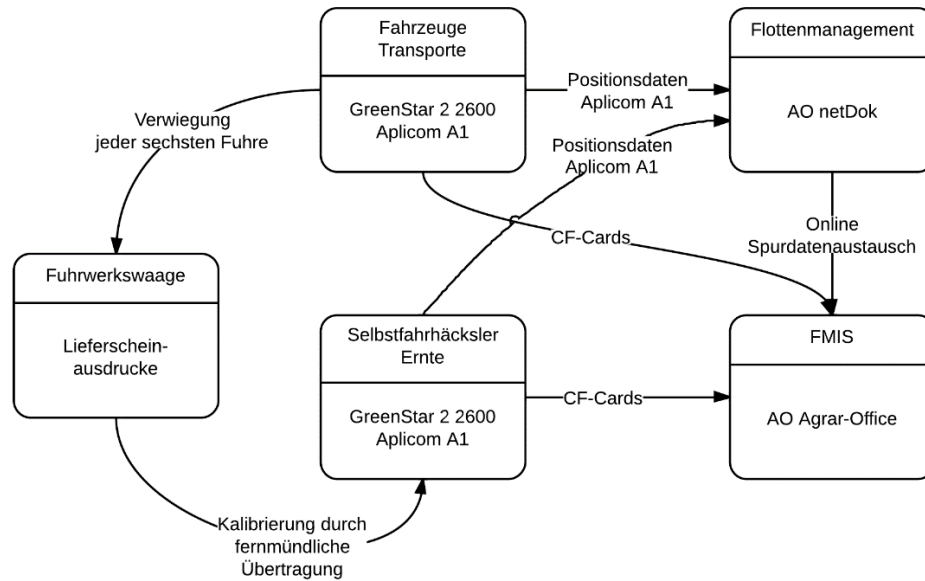 Fahrzeuge
Transporte
GreenStar 2 2600
Aplicom A1
Flottenmanagement
AO netDok
Positionsdaten
Aplicom A1
Positionsdaten
Aplicom A1
Verwiegung
jeder sechsten Fuhre
CF-Cards
Online
Spurdatenaustausch
Fuhrwerkswaage
Lieferschein-
ausdrucke
Selbstfahrhäcksler
Ernte
GreenStar 2 2600
Aplicom A1
CF-Cards
FMIS
AO Agrar-Office
Kalibrierung durch
fernmündliche
Übertragung